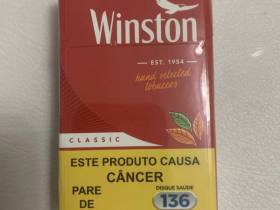 Winston
EST. 1954
hand selected
tobaccos
CLASSIC
ESTE PRODUTO CAUSA
CÂNCER
PARE
DE
DISQUE SAÚDE
136